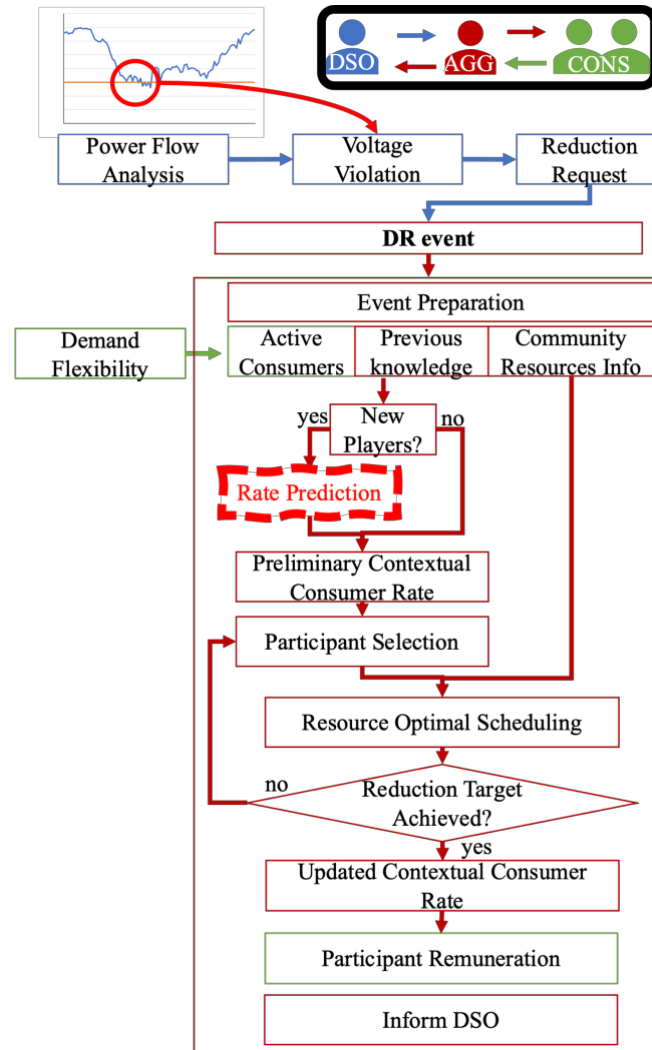 DSO AGG CONS
Power Flow
Analysis
Voltage
Violation
Reduction
Request
DR event
Event Preparation
Demand
Flexibility
Active
Consumers
Previous
knowledge
Community
Resources Info
yes
New
Players?
no
Rate Prediction
Preliminary Contextual
Consumer Rate
Participant Selection
Resource Optimal Scheduling
no
Reduction Target
Achieved?
yes
Updated Contextual Consumer
Rate
Participant Remuneration
Inform DSO